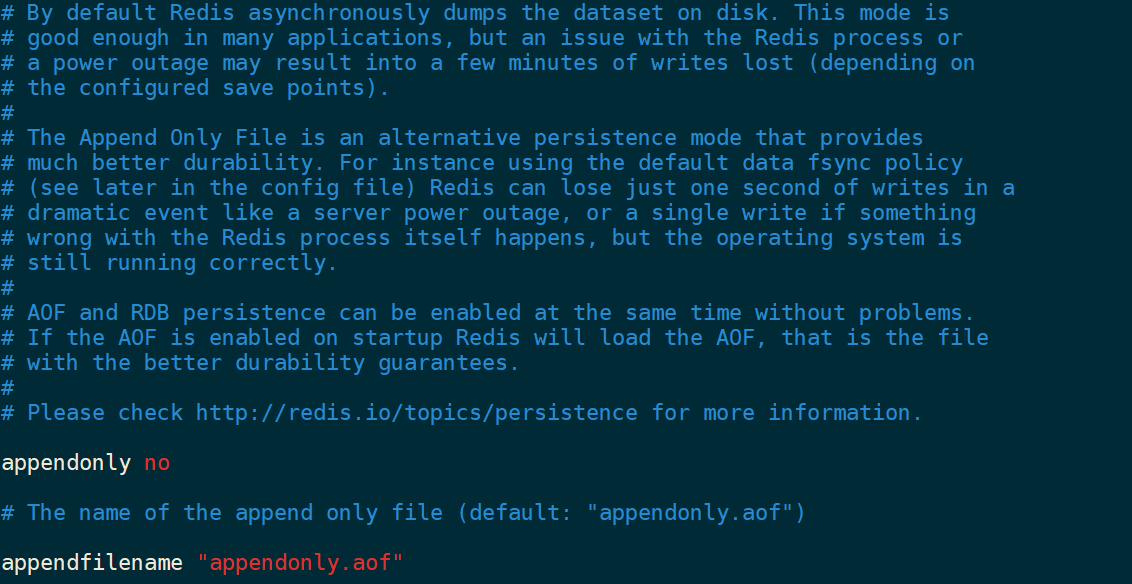 # By default Redis asynchronously dumps the dataset on disk. This mode is
# good enough in many applications, but an issue with the Redis process or
# a power outage may result into a few minutes of writes lost (depending on
# the configured save points).
#
# The Append Only File is an alternative persistence mode that provides
# much better durability. For instance using the default data fsync policy
# (see later in the config file) Redis can lose just one second of writes in a
# dramatic event like a server power outage, or a single write if something
# wrong with the Redis process itself happens, but the operating system is
# still running correctly.
#
# AOF and RDB persistence can be enabled at the same time without problems.
# If the AOF is enabled on startup Redis will load the AOF, that is the file
# with the better durability guarantees.
#
# Please check http://redis.io/topics/persistence for more information.
appendonly no
# The name of the append only file (default: "appendonly.aof")
appendfilename "appendonly.aof"